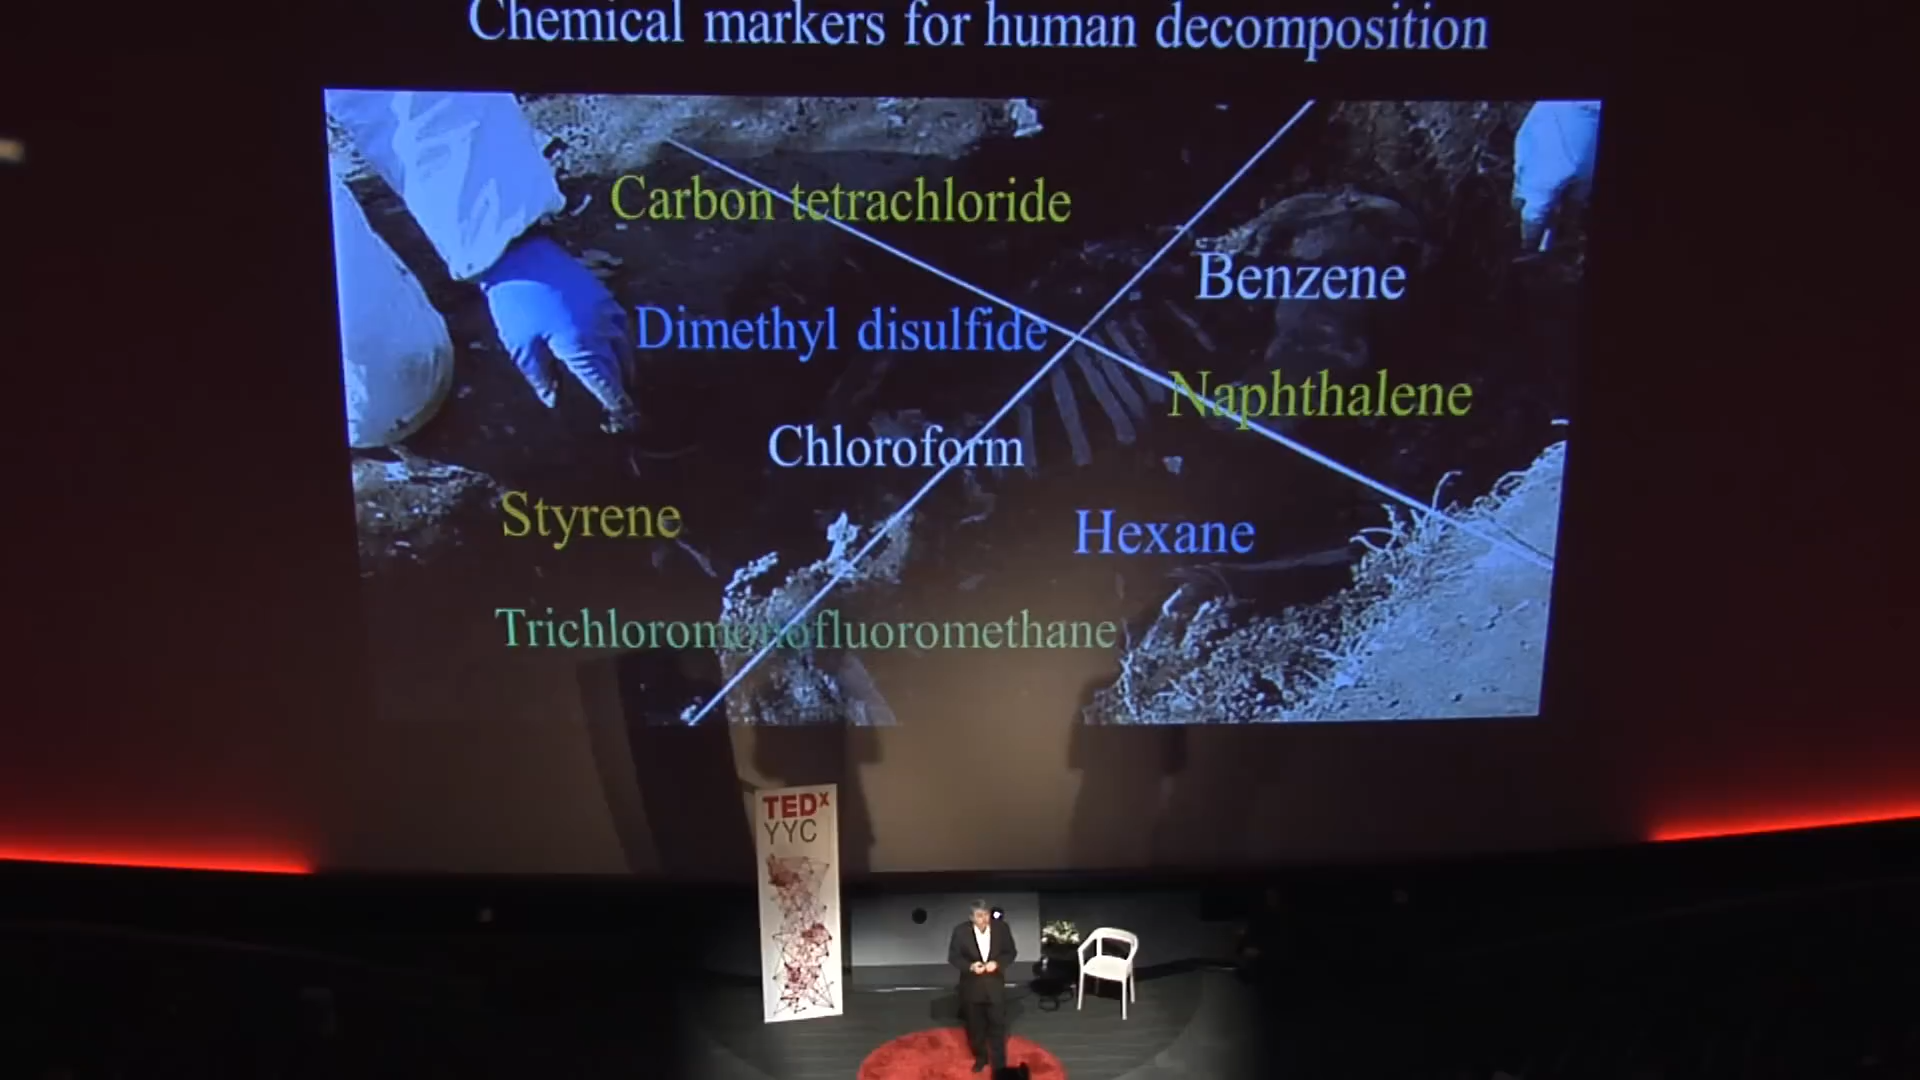 Chemical markers for human decomposition
Carbon tetrachloride
Benzene
Dimethyl disulfide
Naphthalene
Chloroform
Styrene
Hexane
Trichloromonofluoromethane
TEDx
YYC